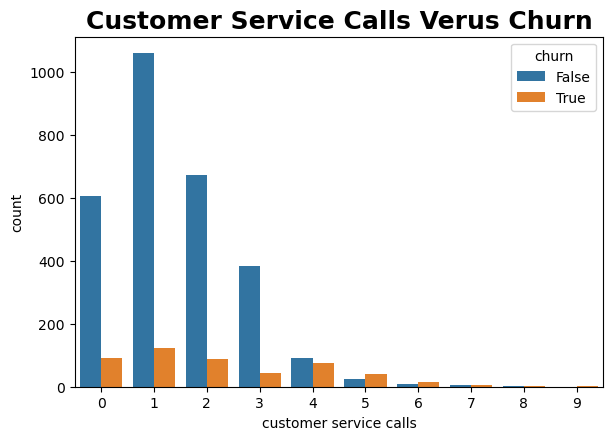 Customer Service Calls Verus Churn
churn
False
True
1000
800
600
400
200
0
count
0 1 2 3 4 5 6 7 8 9
customer service calls